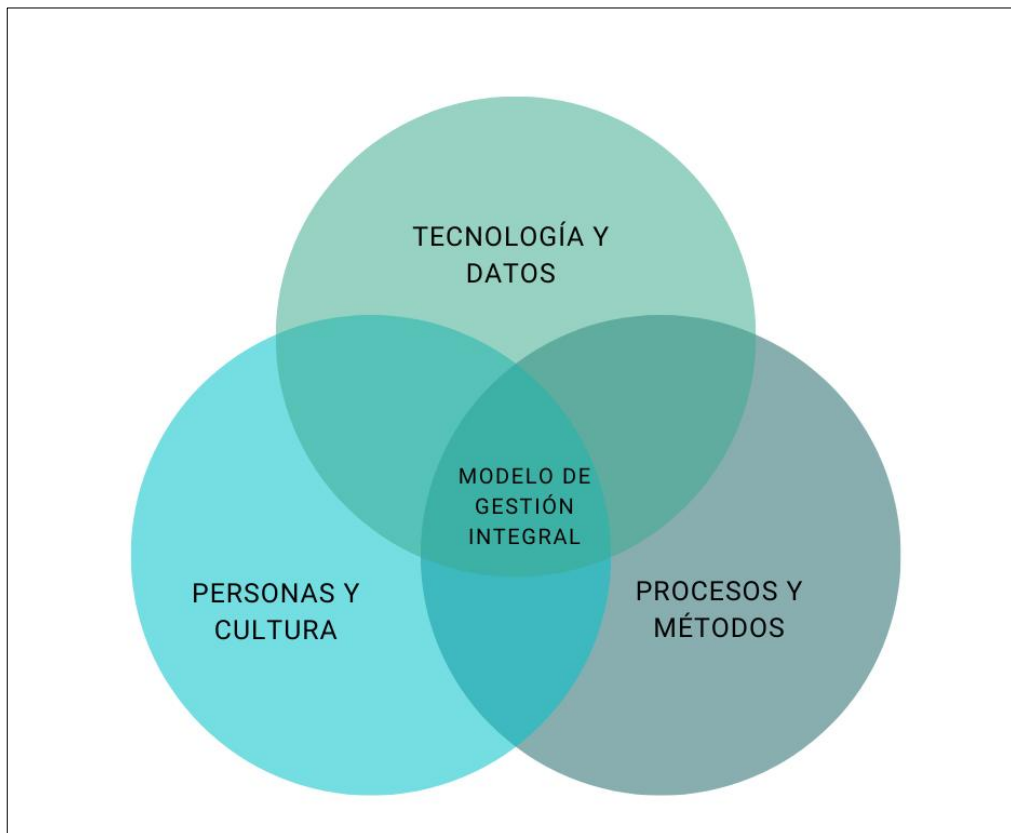 TECNOLOGÍA Y
DATOS
MODELO DE
GESTIÓN
INTEGRAL
PERSONAS Y
CULTURA
PROCESOS Y
MÉTODOS